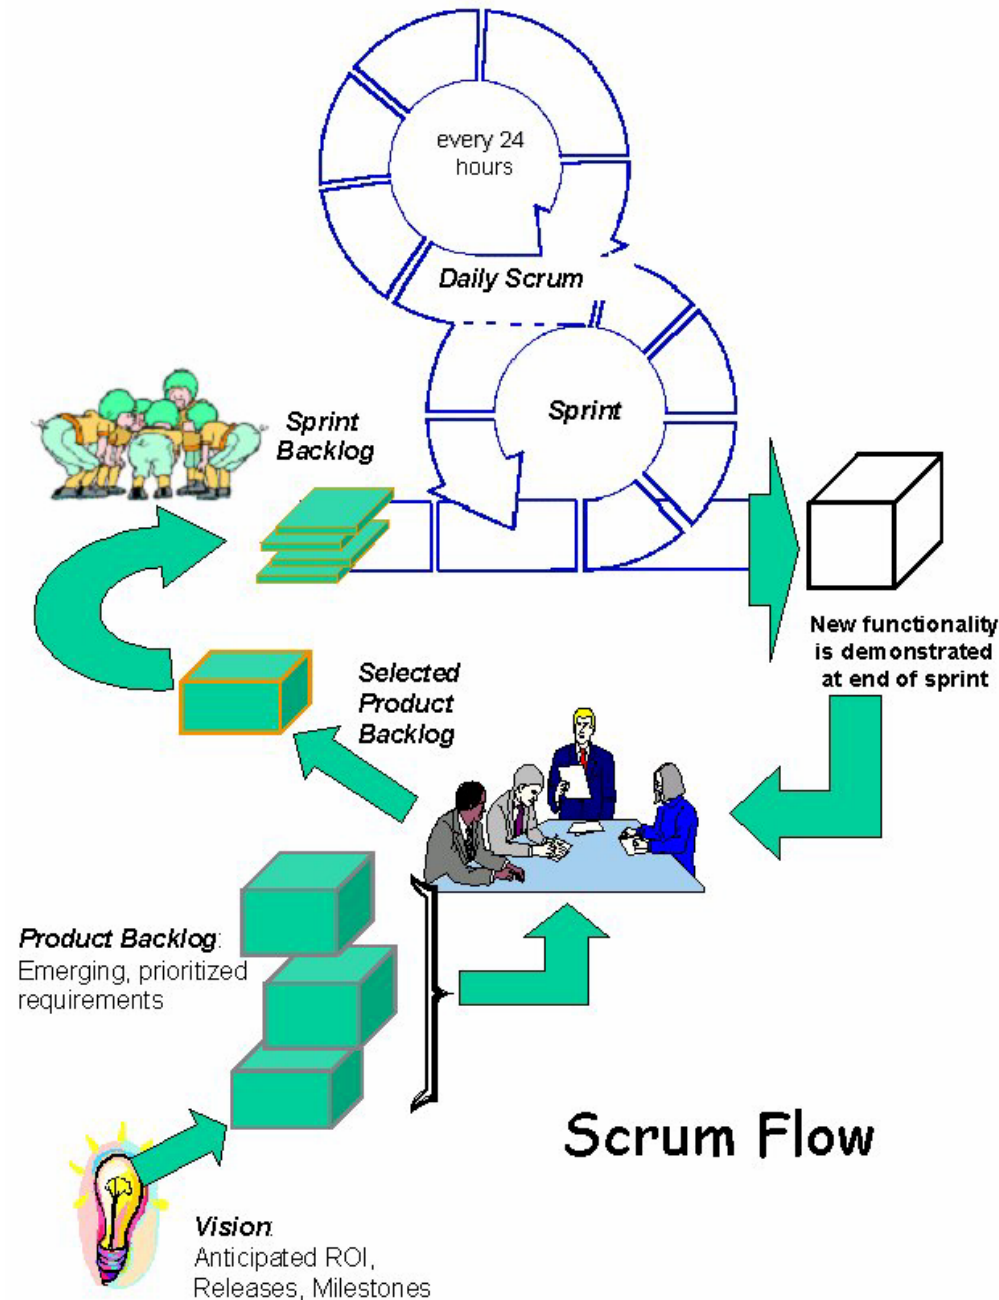 every 24
hours
Daily Scrum
Sprint
Sprint
Backlog
New functionality
is demonstrated
at end of sprint
Selected
Product
Backlog
Product Backlog:
Emerging, prioritized
requirements
Scrum Flow
Vision:
Anticipated ROI,
Releases, Milestones